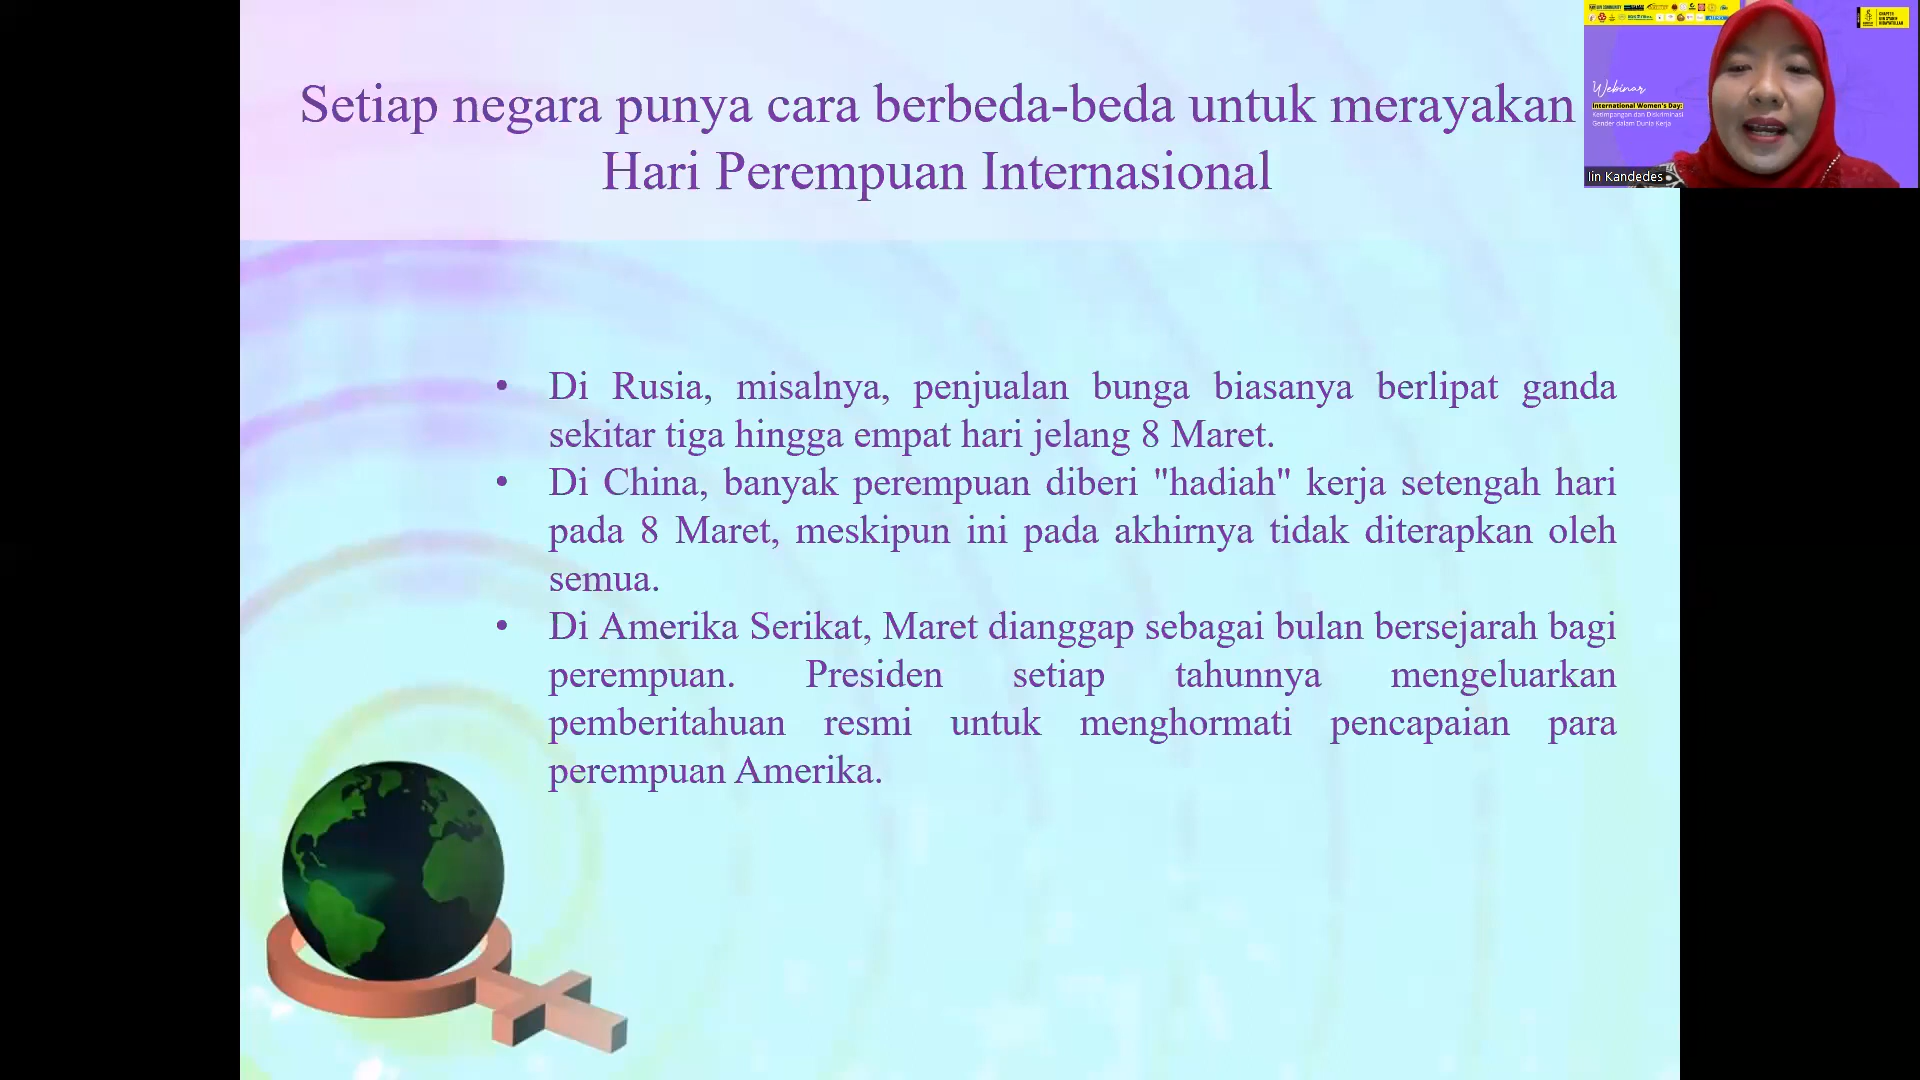 Setiap negara punya cara berbeda-beda untuk merayakan
Hari Perempuan Internasional
• Di Rusia, misalnya, penjualan bunga biasanya berlipat ganda
sekitar tiga hingga empat hari jelang 8 Maret.
• Di China, banyak perempuan diberi "hadiah" kerja setengah hari
pada 8 Maret, meskipun ini pada akhirnya tidak diterapkan oleh
semua.
• Di Amerika Serikat, Maret dianggap sebagai bulan bersejarah bagi
perempuan. Presiden setiap tahunnya mengeluarkan
pemberitahuan resmi untuk menghormati pencapaian para
perempuan Amerika.
Webinar
International Women's Day:
Ketimpangan dan Diskriminasi
Gender dalam Dunia Kerja
Iin Kandedes